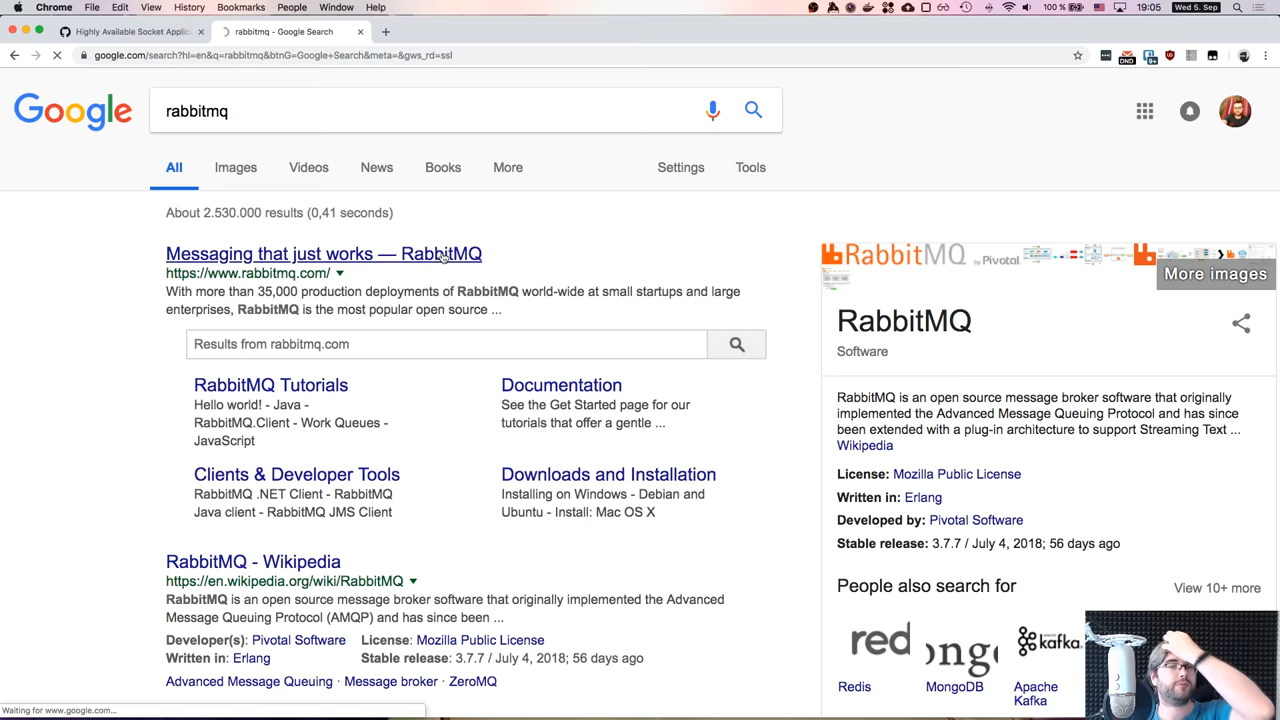 Chrome File Edit View History Bookmarks People Window Help 100 % 19:05 Wed 5. Sep
Highly Available Socket Applic rabbitmq - Google Search
google.com/search?hl=en&q=rabbitmq&btnG=Google+Search&meta=&gws_rd=ssl
DND 9+
Google
rabbitmq
All Images Videos News Books More Settings Tools
About 2.530.000 results (0,41 seconds)
Messaging that just works — RabbitMQ
https://www.rabbitmq.com/
With more than 35,000 production deployments of RabbitMQ world-wide at small startups and large
enterprises, RabbitMQ is the most popular open source ...
Results from rabbitmq.com
RabbitMQ Tutorials
Hello world! - Java -
RabbitMQ.Client - Work Queues -
JavaScript
Documentation
See the Get Started page for our
tutorials that offer a gentle ...
Clients & Developer Tools
RabbitMQ .NET Client - RabbitMQ
Java client - RabbitMQ JMS Client
Downloads and Installation
Installing on Windows - Debian and
Ubuntu - Install: Mac OS X
RabbitMQ - Wikipedia
https://en.wikipedia.org/wiki/RabbitMQ
RabbitMQ is an open source message broker software that originally implemented the Advanced
Message Queuing Protocol (AMQP) and has since been ...
Developer(s): Pivotal Software License: Mozilla Public License
Written in: Erlang Stable release: 3.7.7 / July 4, 2018; 56 days ago
Advanced Message Queuing · Message broker · ZeroMQ
Waiting for www.google.com...
RabbitMQ by Pivotal
More images
RabbitMQ
Software
RabbitMQ is an open source message broker software that originally
implemented the Advanced Message Queuing Protocol and has since
been extended with a plug-in architecture to support Streaming Text ...
Wikipedia
License: Mozilla Public License
Written in: Erlang
Developed by: Pivotal Software
Stable release: 3.7.7 / July 4, 2018; 56 days ago
People also search for View 10+ more
red ongo kafka
Redis MongoDB Apache
Kafka